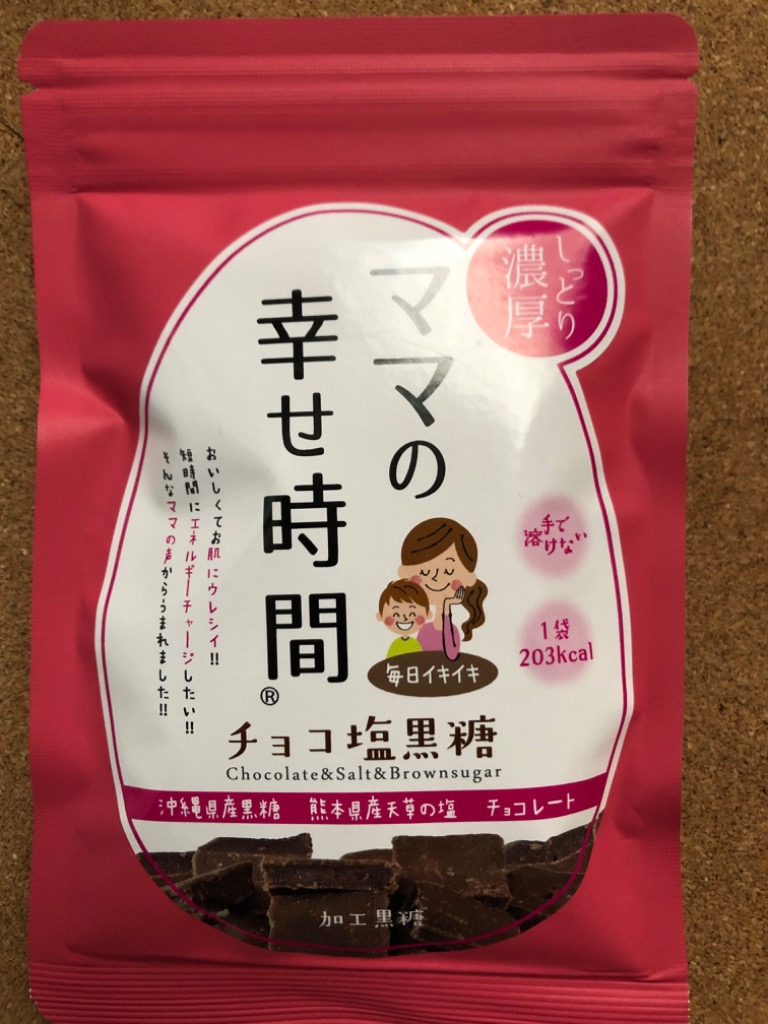 しっとり
濃厚
ママの
幸せ時間®
おいしくてお肌にウレシイ!!
短時間にエネルギーチャージしたい!!
そんなママの声からうまれました!!
手で
溶けない
1袋
203kcal
毎日イキイキ
チョコ塩黒糖
Chocolate&Salt&Brownsugar
沖縄県産黒糖 熊本県産天草の塩 チョコレート
加工黒糖